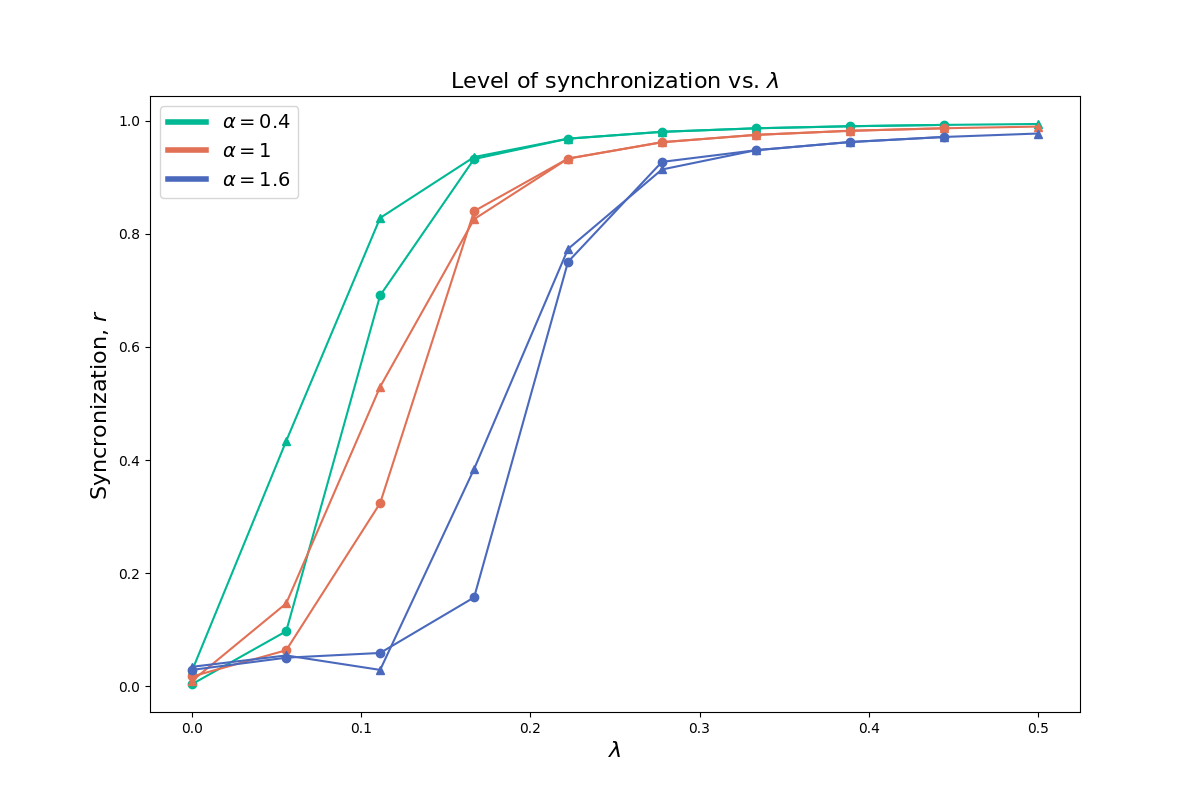 Level of synchronization vs. λ
α = 0.4
α = 1
α = 1.6
1.0
0.8
0.6
0.4
0.2
0.0
Syncronization, r
0.0 0.1 0.2 0.3 0.4 0.5
λ